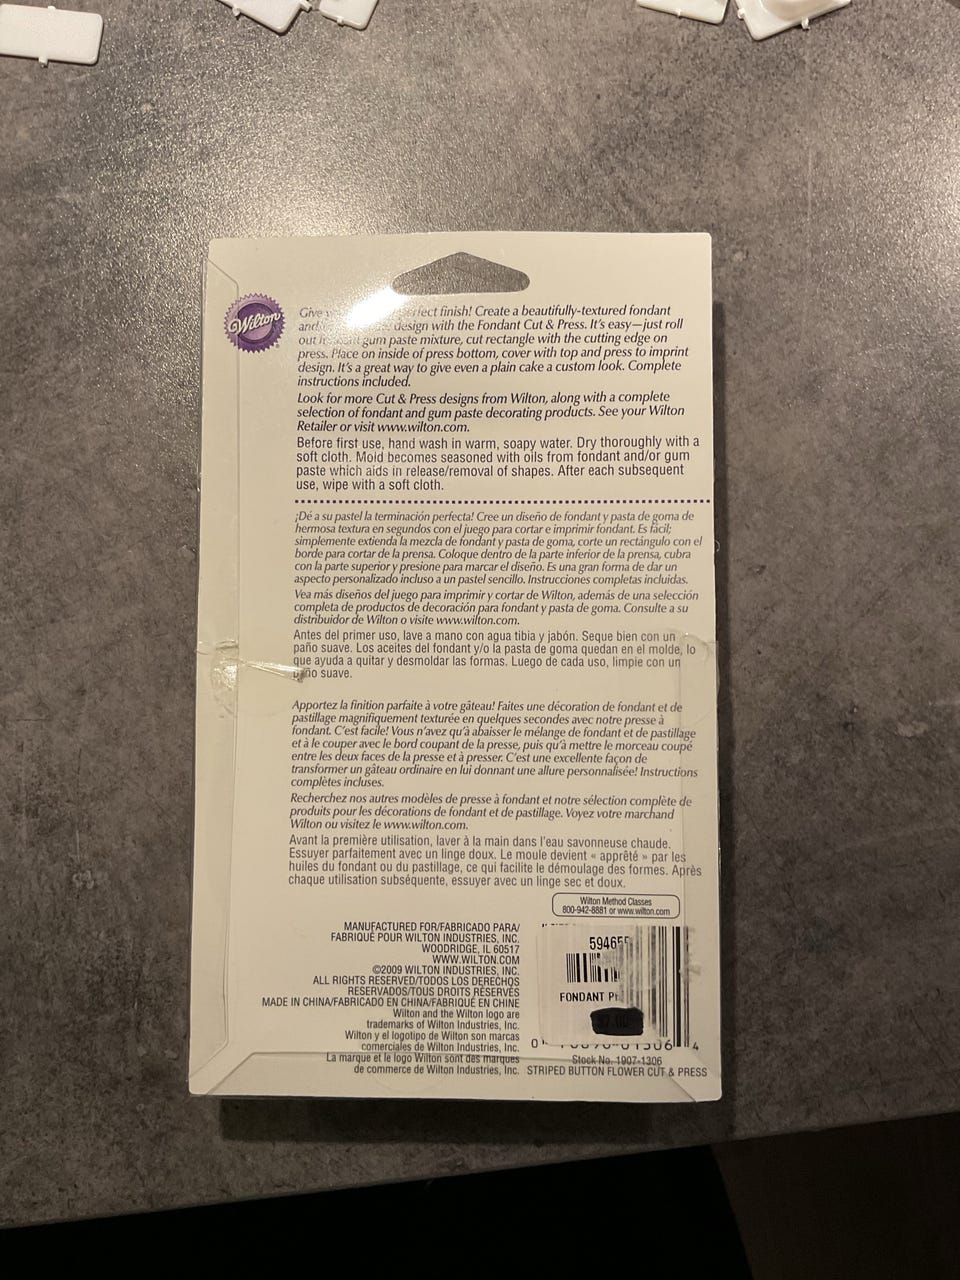 Wilton
Give rfect finish! Create a beautifully-textured fondant
and design with the Fondant Cut & Press. It's easy—just roll
out gum paste mixture, cut rectangle with the cutting edge on
press. Place on inside of press bottom, cover with top and press to imprint
design. It's a great way to give even a plain cake a custom look. Complete
instructions included.
Look for more Cut & Press designs from Wilton, along with a complete
selection of fondant and gum paste decorating products. See your Wilton
Retailer or visit www.wilton.com.
Before first use, hand wash in warm, soapy water. Dry thoroughly with a
soft cloth. Mold becomes seasoned with oils from fondant and/or gum
paste which aids in release/removal of shapes. After each subsequent
use, wipe with a soft cloth.
¡Dé a su pastel la terminación perfecta! Cree un diseño de fondant y pasta de goma de
hermosa textura en segundos con el juego para cortar e imprimir fondant. Es fácil;
simplemente extienda la mezcla de fondant y pasta de goma, corte un rectángulo con el
borde para cortar de la prensa. Coloque dentro de la parte inferior de la prensa, cubra
con la parte superior y presione para marcar el diseño. Es una gran forma de dar un
aspecto personalizado incluso a un pastel sencillo. Instrucciones completas incluidas.
Vea más diseños del juego para imprimir y cortar de Wilton, además de una selección
completa de productos de decoración para fondant y pasta de goma. Consulte a su
distribuidor de Wilton o visite www.wilton.com.
Antes del primer uso, lave a mano con agua tibia y jabón. Seque bien con un
paño suave. Los aceites del fondant y/o la pasta de goma quedan en el molde, lo
que ayuda a quitar y desmoldar las formas. Luego de cada uso, limpie con un
paño suave.
Apportez la finition parfaite à votre gâteau! Faites une décoration de fondant et de
pastillage magnifiquement texturée en quelques secondes avec notre presse à
fondant. C'est facile! Vous n'avez qu'à abaisser le mélange de fondant et de pastillage
et à le couper avec le bord coupant de la presse, puis qu'à mettre le morceau coupé
entre les deux faces de la presse et à presser. C'est une excellente façon de
transformer un gâteau ordinaire en lui donnant une allure personnalisée! Instructions
complètes incluses.
Recherchez nos autres modèles de presse à fondant et notre sélection complète de
produits pour les décorations de fondant et de pastillage. Voyez votre marchand
Wilton ou visitez le www.wilton.com.
Avant la première utilisation, laver à la main dans l'eau savonneuse chaude.
Essuyer parfaitement avec un linge doux. Le moule devient « apprêté » par les
huiles du fondant ou du pastillage, ce qui facilite le démoulage des formes. Après
chaque utilisation subséquente, essuyer avec un linge sec et doux.
Wilton Method Classes
800-942-8881 or www.wilton.com
MANUFACTURED FOR/FABRICADO PARA/
FABRIQUÉ POUR WILTON INDUSTRIES, INC.
WOODRIDGE, IL 60517
WWW.WILTON.COM
©2009 WILTON INDUSTRIES, INC.
ALL RIGHTS RESERVED/TODOS LOS DERECHOS
RESERVADOS/TOUS DROITS RÉSERVÉS
MADE IN CHINA/FABRICADO EN CHINA/FABRIQUÉ EN CHINE
Wilton and the Wilton logo are
trademarks of Wilton Industries, Inc.
Wilton y el logotipo de Wilton son marcas
comerciales de Wilton Industries, Inc.
La marque et le logo Wilton sont des marques
de commerce de Wilton Industries, Inc.
59465
FONDANT
Stock No. 1907-1306
STRIPED BUTTON FLOWER CUT & PRESS